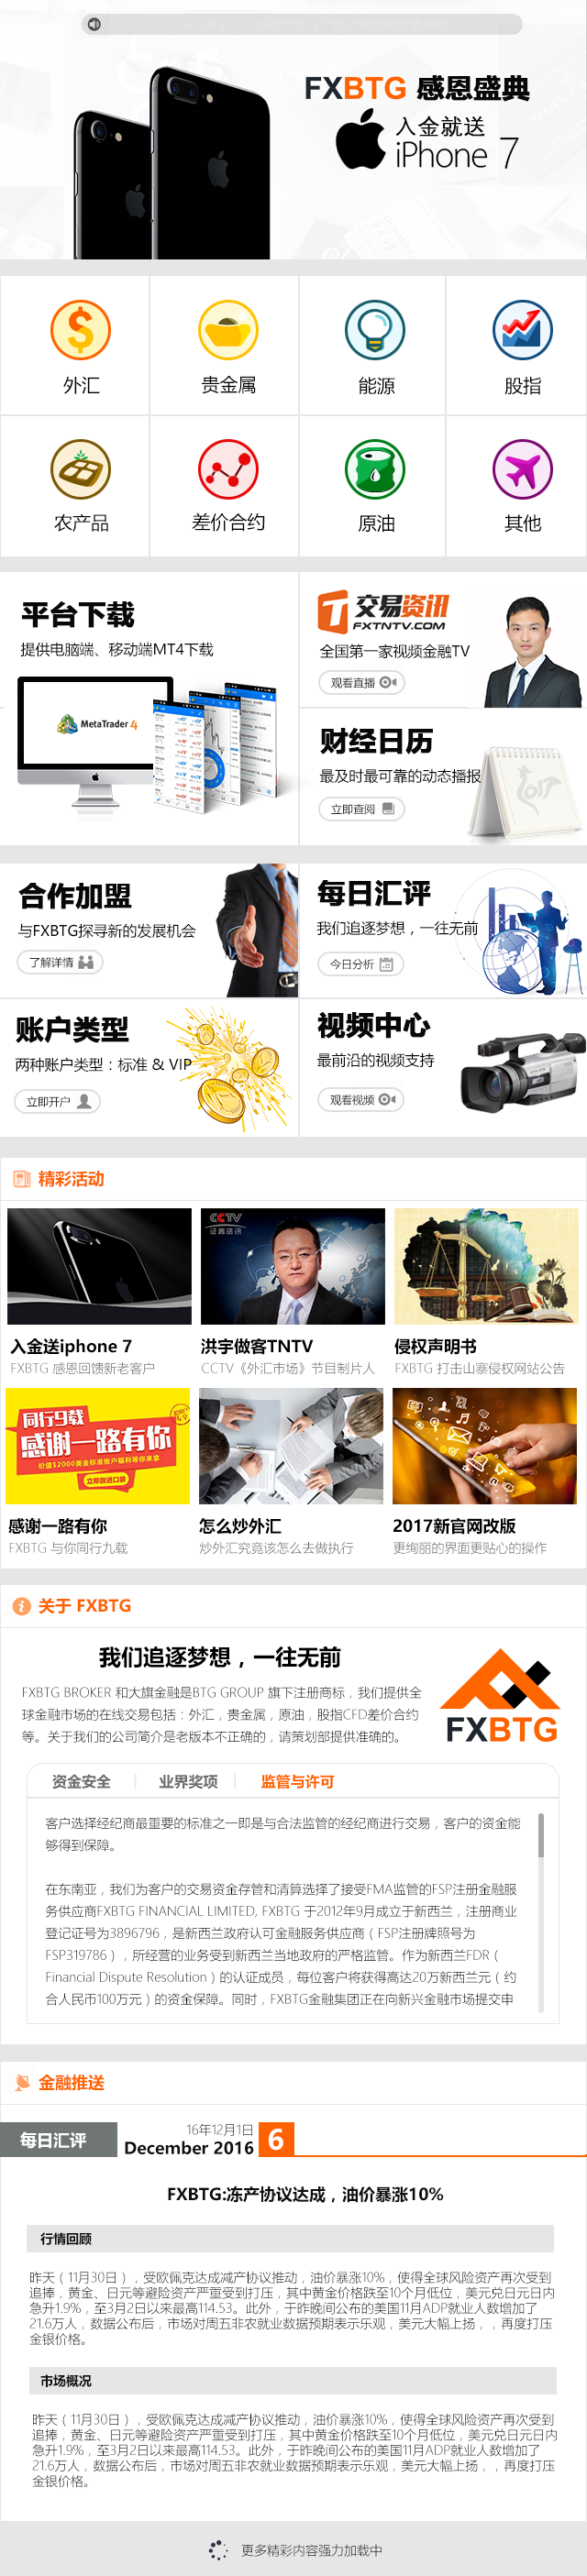 FXBTG 感恩盛典
入金就送
iPhone 7
外汇
贵金属
能源
股指
农产品
差价合约
原油
其他
平台下载
提供电脑端、移动端MT4下载
MetaTrader 4
交易资讯
FXTNTV.COM
全国第一家视频金融TV
观看直播
财经日历
最及时最可靠的动态播报
立即查阅
2017
合作加盟
与FXBTG探寻新的发展机会
了解详情
每日汇评
我们追逐梦想，一往无前
今日分析
账户类型
两种账户类型：标准 & VIP
立即开户
视频中心
最前沿的视频支持
观看视频
精彩活动
CCTV
证券资讯
入金送iphone 7
FXBTG 感恩回馈新老客户
洪宇做客TNTV
CCTV《外汇市场》节目制片人
侵权声明书
FXBTG 打击山寨侵权网站公告
同行9载
感谢一路有你
价值$2000美金标准账户福利等你来拿
立即放进口袋
感谢一路有你
FXBTG 与你同行九载
怎么炒外汇
炒外汇究竟该怎么去做执行
2017新官网改版
更绚丽的界面更贴心的操作
关于 FXBTG
我们追逐梦想，一往无前
FXBTG BROKER 和大旗金融是BTG GROUP 旗下注册商标，我们提供全
球金融市场的在线交易包括：外汇，贵金属，原油，股指CFD差价合约
等。关于我们的公司简介是老版本不正确的，请策划部提供准确的。
FXBTG
资金安全
业界奖项
监管与许可
客户选择经纪商最重要的标准之一即是与合法监管的经纪商进行交易，客户的资金能
够得到保障。
在东南亚，我们为客户的交易资金存管和清算选择了接受FMA监管的FSP注册金融服
务供应商FXBTG FINANCIAL LIMITED, FXBTG 于2012年9月成立于新西兰，注册商业
登记证号为3896796，是新西兰政府认可金融服务供应商（FSP注册牌照号为
FSP319786），所经营的业务受到新西兰当地政府的严格监管。作为新西兰FDR（
Financial Dispute Resolution）的认证成员，每位客户将获得高达20万新西兰元（约
合人民币100万元）的资金保障。同时，FXBTG金融集团正在向新兴金融市场提交申
金融推送
每日汇评
16年12月1日
December 2016
6
FXBTG:冻产协议达成，油价暴涨10%
行情回顾
昨天（11月30日），受欧佩克达成减产协议推动，油价暴涨10%，使得全球风险资产再次受到
追捧，黄金、日元等避险资产严重受到打压，其中黄金价格跌至10个月低位，美元兑日元日内
急升1.9%，至3月2日以来最高114.53。此外，于昨晚间公布的美国11月ADP就业人数增加了
21.6万人，数据公布后，市场对周五非农就业数据预期表示乐观，美元大幅上扬，，再度打压
金银价格。
市场概况
昨天（11月30日），受欧佩克达成减产协议推动，油价暴涨10%，使得全球风险资产再次受到
追捧，黄金、日元等避险资产严重受到打压，其中黄金价格跌至10个月低位，美元兑日元日内
急升1.9%，至3月2日以来最高114.53。此外，于昨晚间公布的美国11月ADP就业人数增加了
21.6万人，数据公布后，市场对周五非农就业数据预期表示乐观，美元大幅上扬，，再度打压
金银价格。
更多精彩内容强力加载中